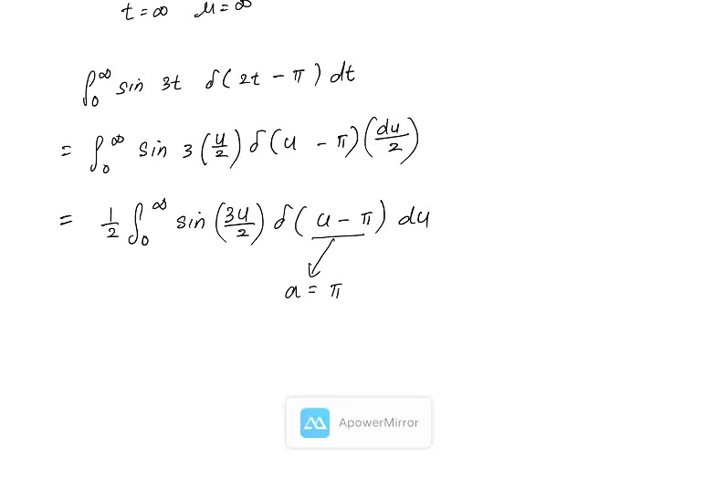 t = ∞ u = ∞
∫₀^∞ sin 3t δ(2t − π) dt
= ∫₀^∞ sin 3(u/2) δ(u − π)(du/2)
= 1/2 ∫₀^∞ sin(3u/2) δ(u − π) du
a = π
ApowerMirror